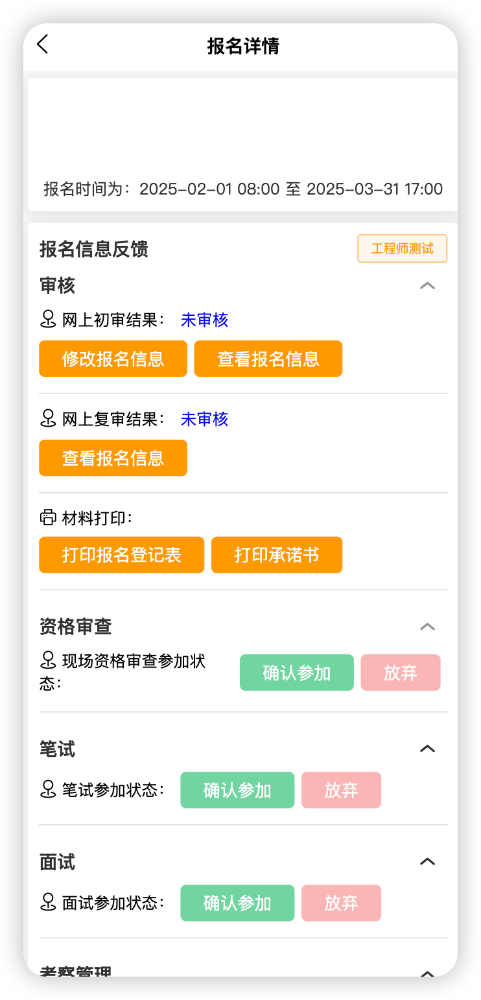 报名详情
报名时间为：2025-02-01 08:00 至 2025-03-31 17:00
报名信息反馈 工程师测试
审核
网上初审结果： 未审核
修改报名信息 查看报名信息
网上复审结果： 未审核
查看报名信息
材料打印：
打印报名登记表 打印承诺书
资格审查
现场资格审查参加状
态： 确认参加 放弃
笔试
笔试参加状态： 确认参加 放弃
面试
面试参加状态： 确认参加 放弃
考察管理